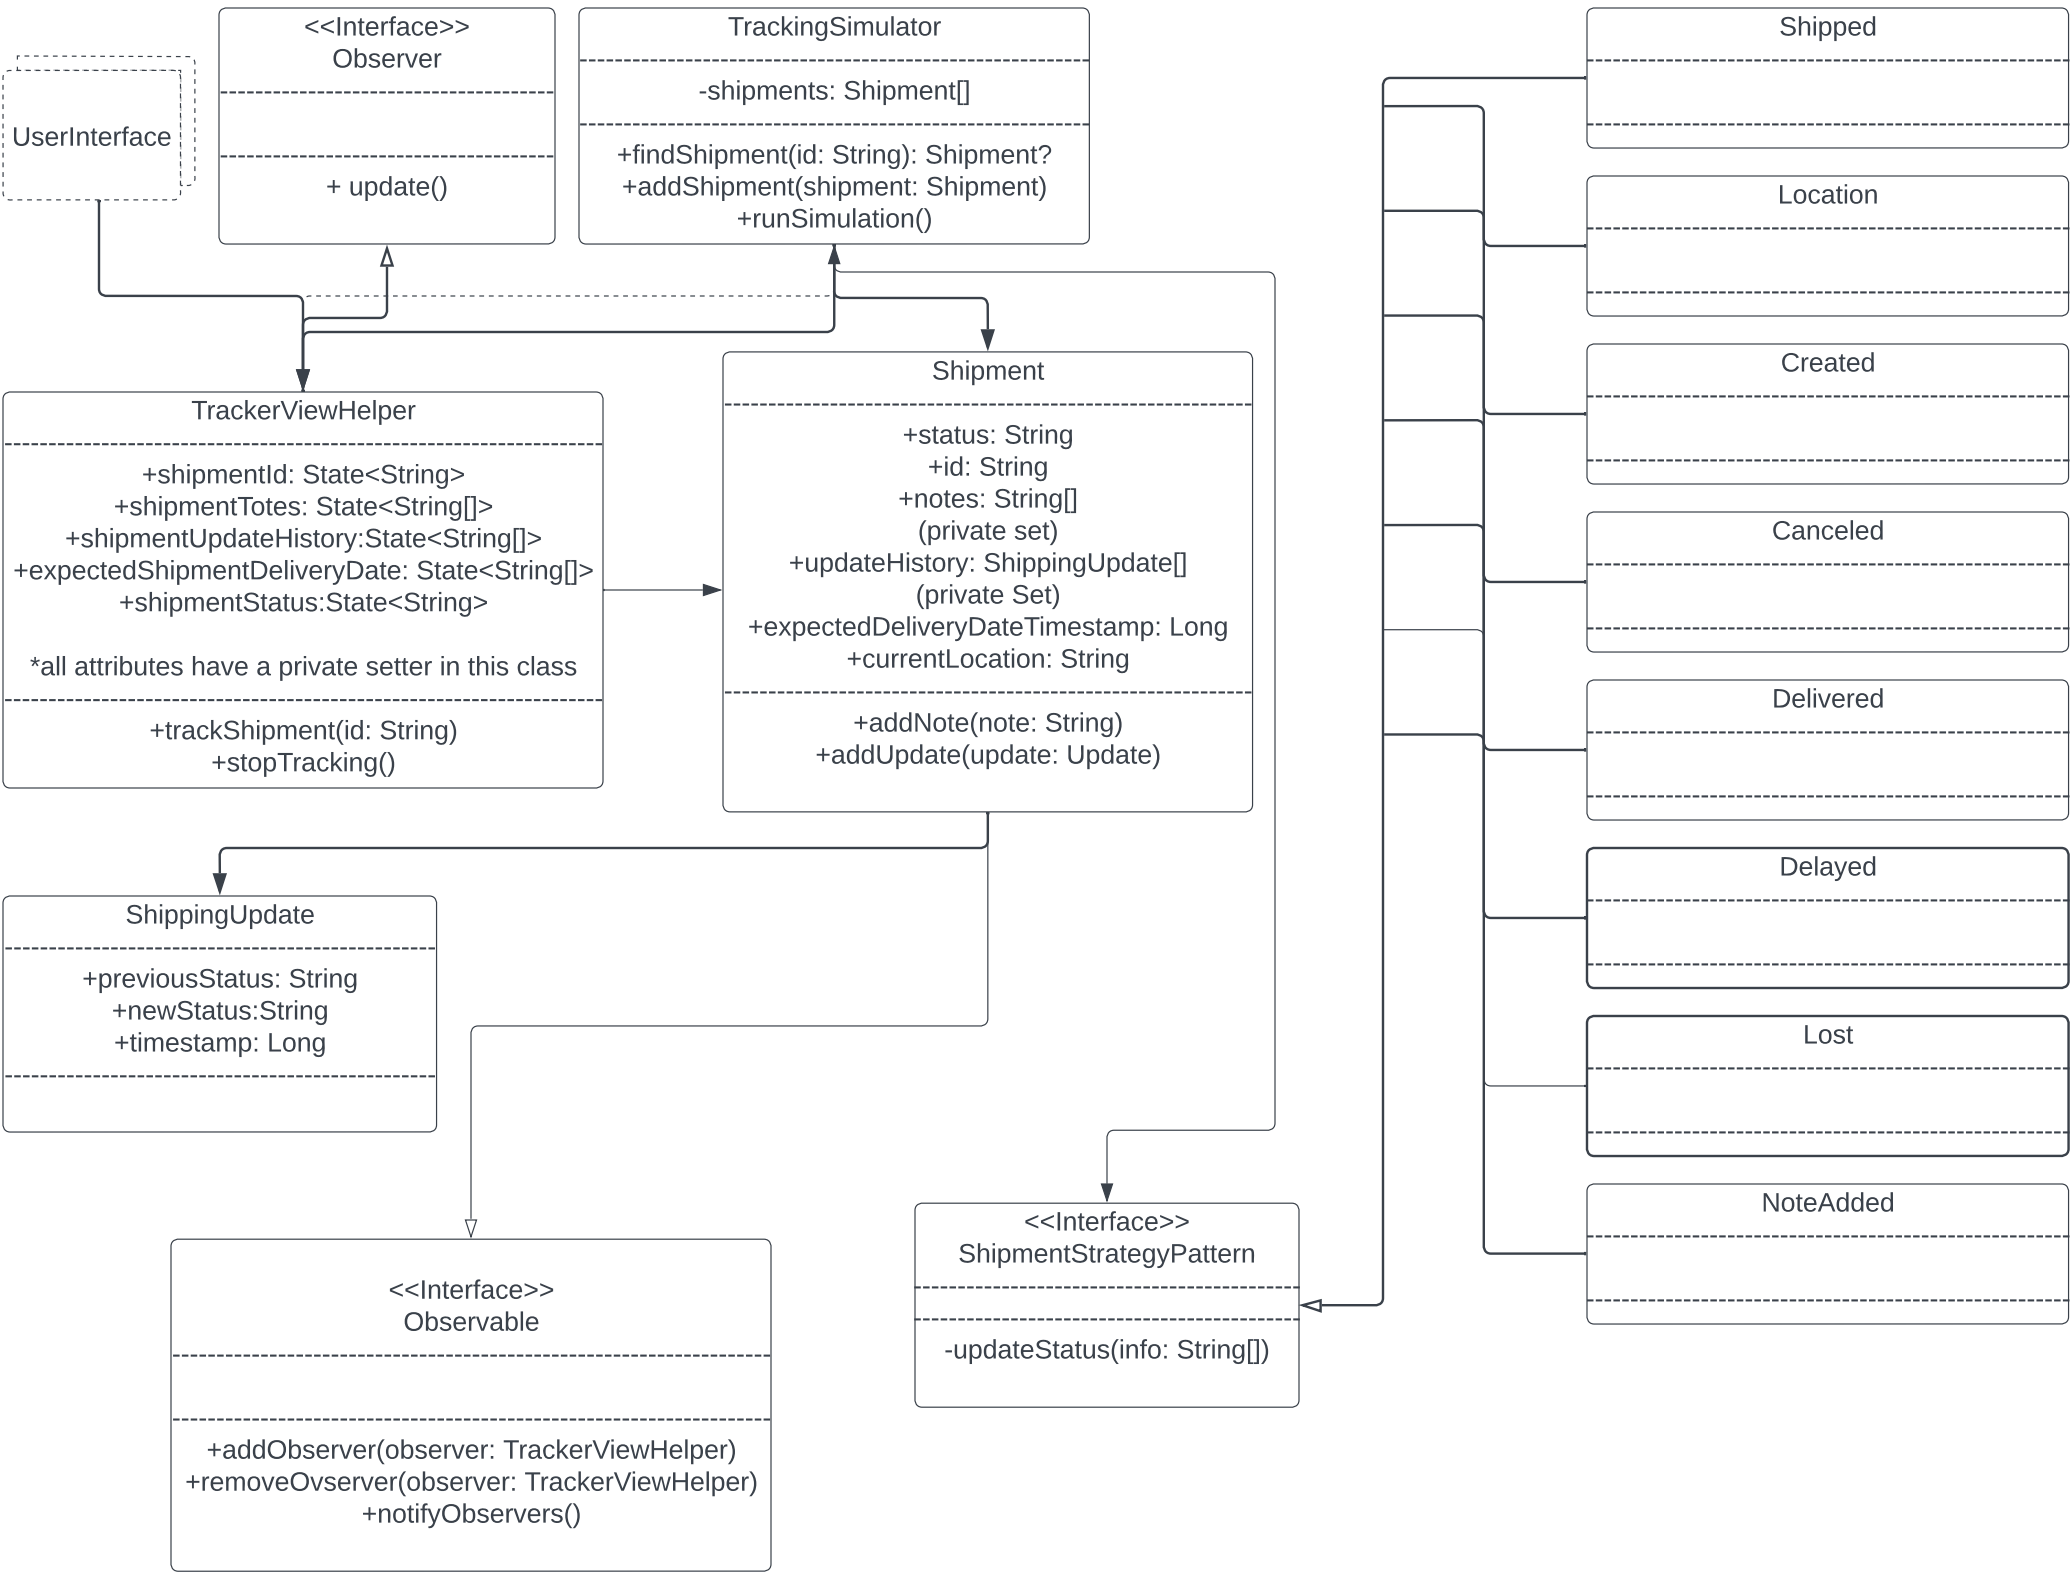 UserInterface
<<Interface>>
Observer
+ update()
TrackingSimulator
-shipments: Shipment[]
+findShipment(id: String): Shipment?
+addShipment(shipment: Shipment)
+runSimulation()
TrackerViewHelper
+shipmentId: State<String>
+shipmentTotes: State<String[]>
+shipmentUpdateHistory:State<String[]>
+expectedShipmentDeliveryDate: State<String[]>
+shipmentStatus:State<String>
*all attributes have a private setter in this class
+trackShipment(id: String)
+stopTracking()
Shipment
+status: String
+id: String
+notes: String[]
(private set)
+updateHistory: ShippingUpdate[]
(private Set)
+expectedDeliveryDateTimestamp: Long
+currentLocation: String
+addNote(note: String)
+addUpdate(update: Update)
ShippingUpdate
+previousStatus: String
+newStatus:String
+timestamp: Long
<<Interface>>
Observable
+addObserver(observer: TrackerViewHelper)
+removeOvserver(observer: TrackerViewHelper)
+notifyObservers()
<<Interface>>
ShipmentStrategyPattern
-updateStatus(info: String[])
Shipped
Location
Created
Canceled
Delivered
Delayed
Lost
NoteAdded